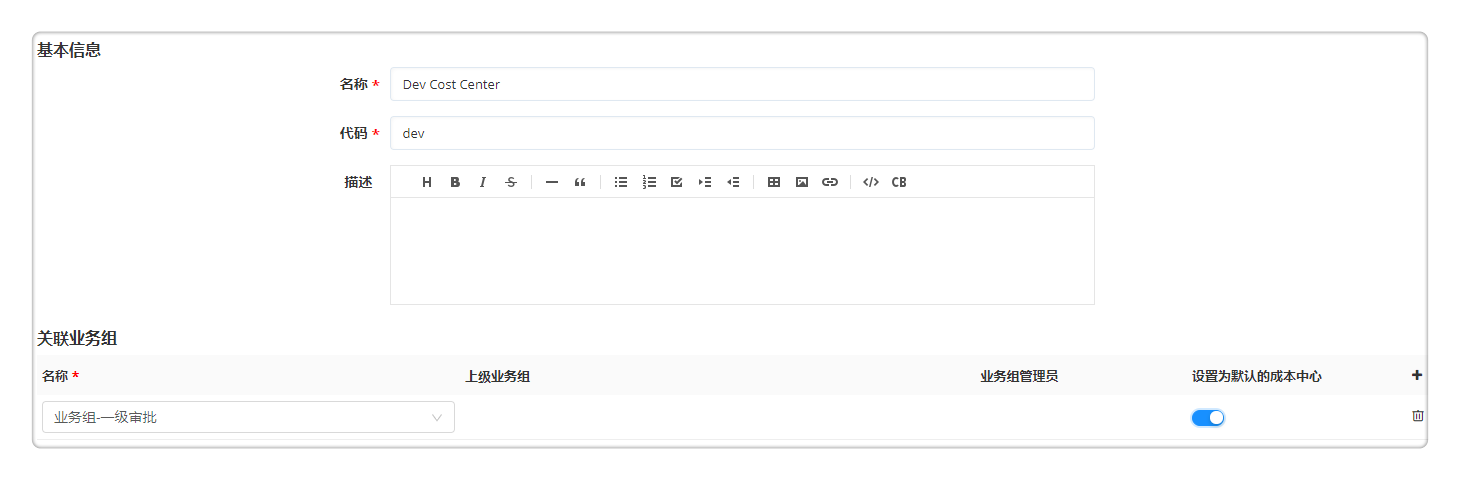 基本信息
名称 * Dev Cost Center
代码 * dev
描述 H B I S — “ </> CB
关联业务组
名称 * 上级业务组 业务组管理员 设置为默认的成本中心 +
业务组-一级审批